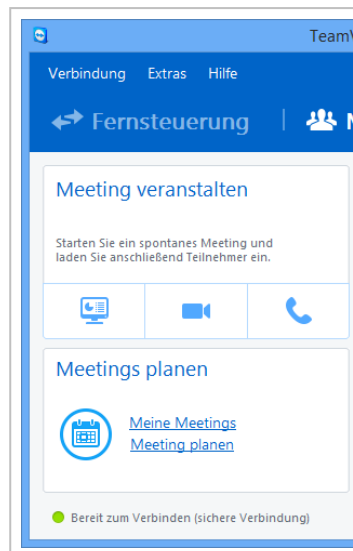 TeamV
Verbindung Extras Hilfe
Fernsteuerung
Meeting veranstalten
Starten Sie ein spontanes Meeting und
laden Sie anschließend Teilnehmer ein.
Meetings planen
Meine Meetings
Meeting planen
Bereit zum Verbinden (sichere Verbindung)